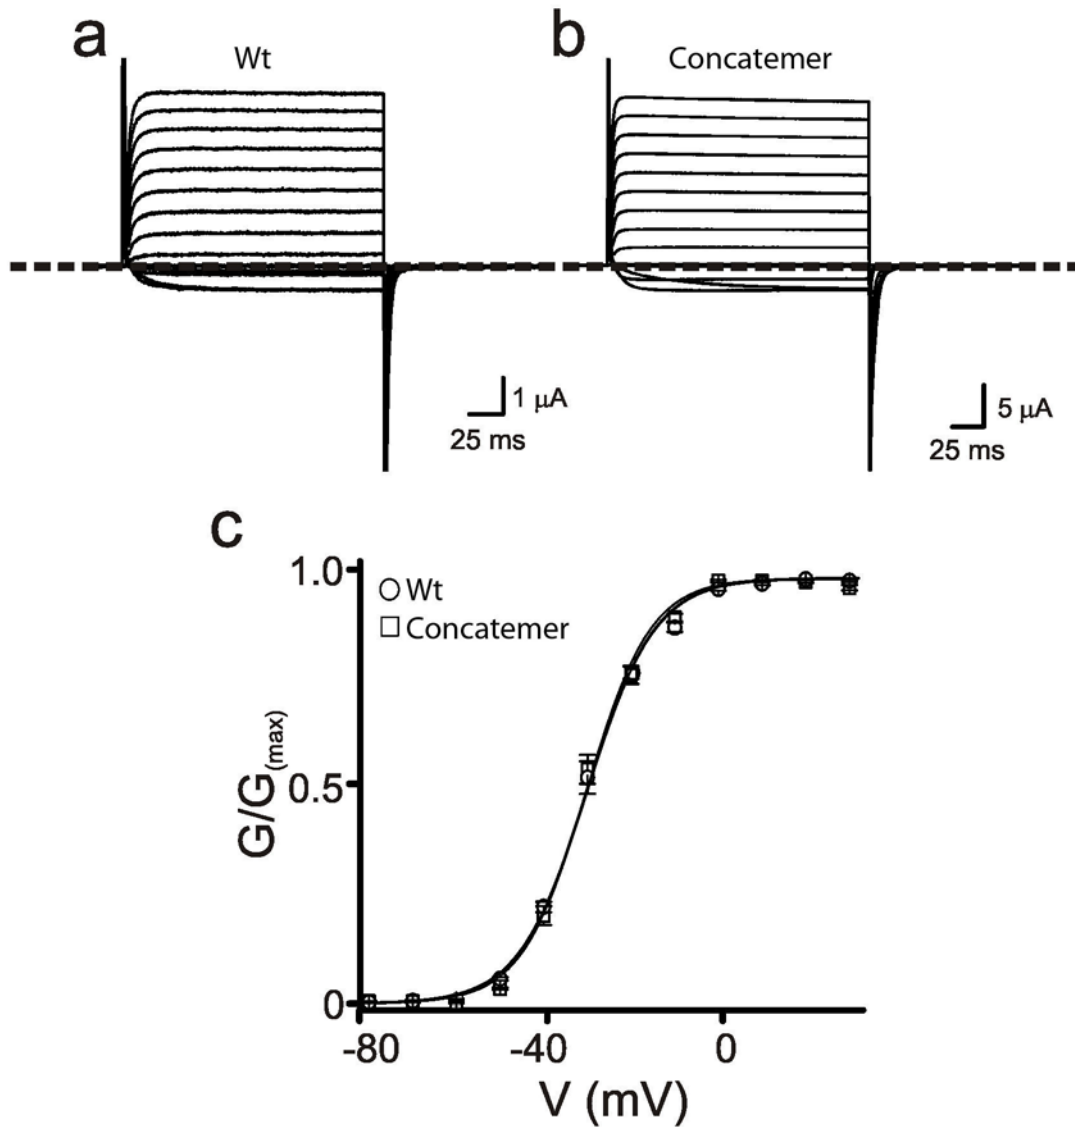 a
Wt
b
Concatemer
1 μA
25 ms
5 μA
25 ms
c
1.0
Wt
Concatemer
G/G(max)
0.5
0
-80
-40
0
V (mV)